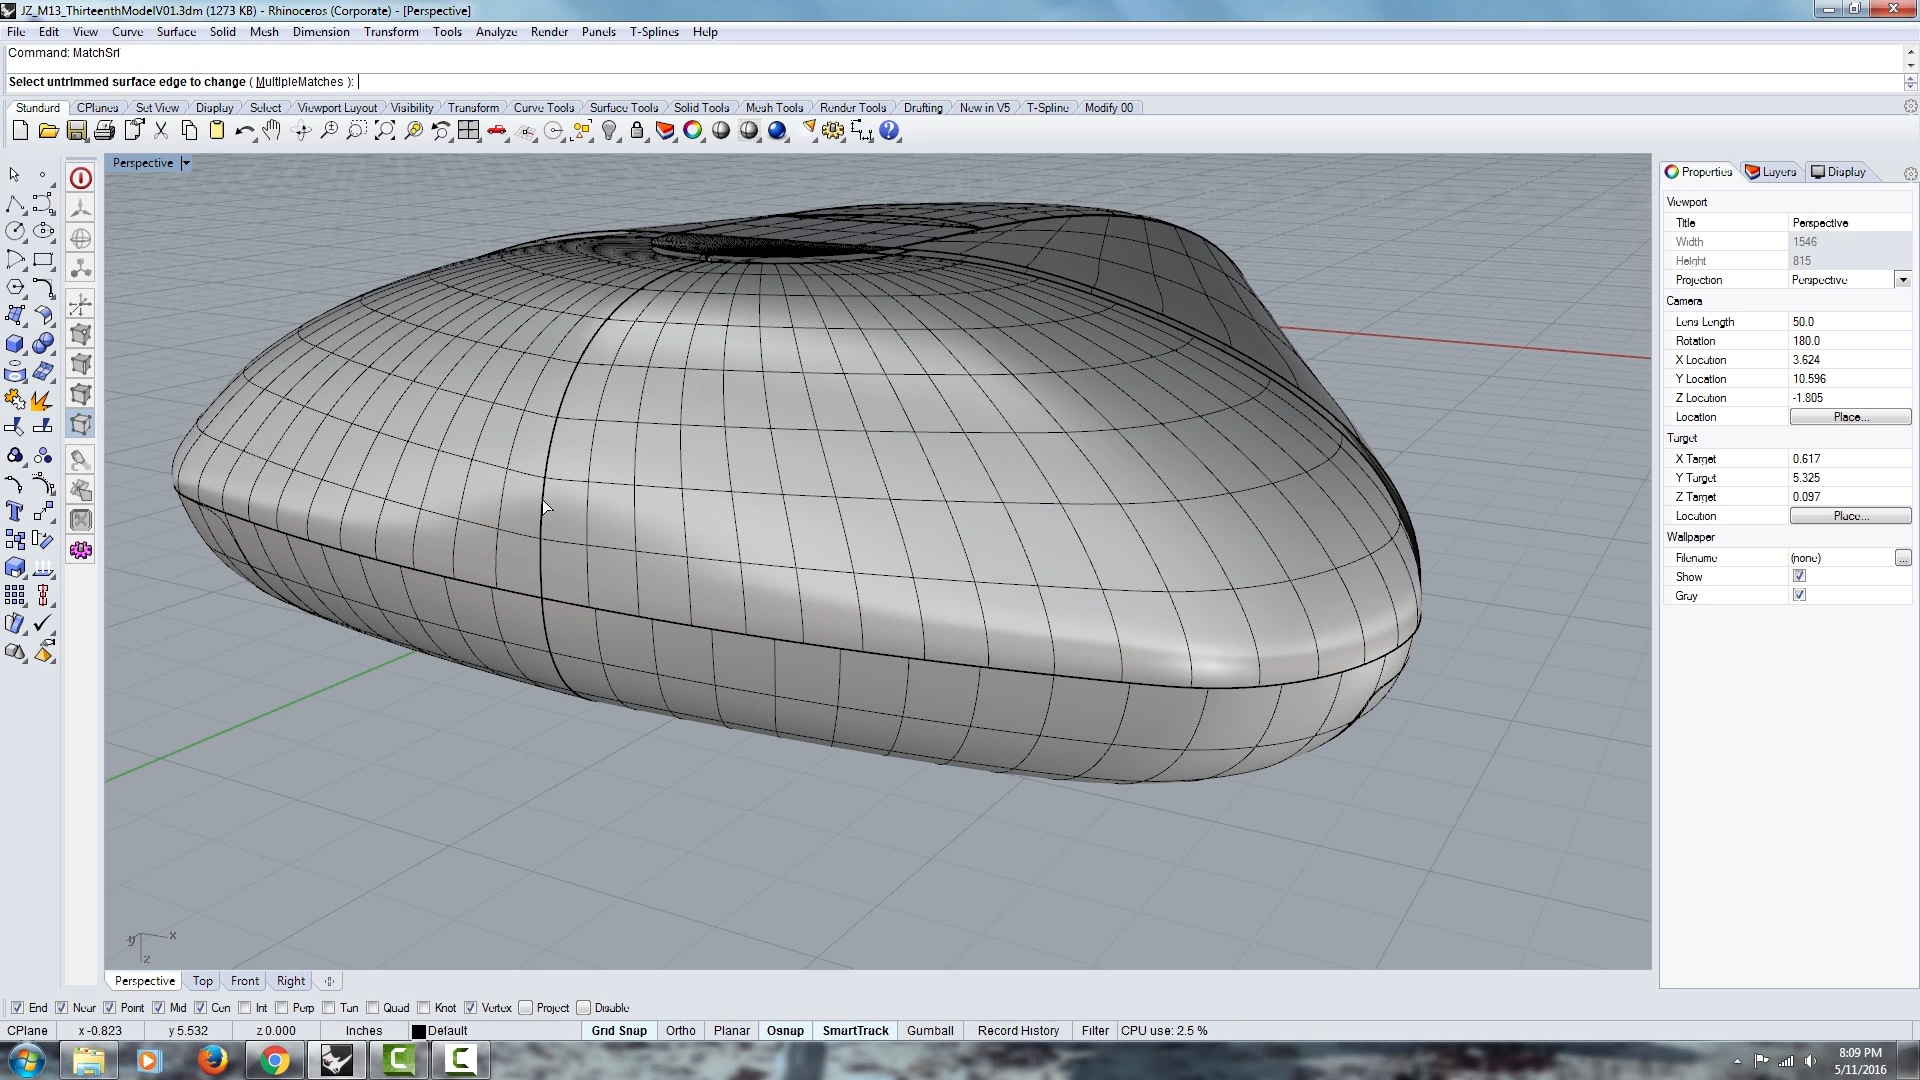 JZ_M13_ThirteenthModelV01.3dm (1273 KB) - Rhinoceros (Corporate) - [Perspective]
File Edit View Curve Surface Solid Mesh Dimension Transform Tools Analyze Render Panels T-Splines Help
Command: MatchSrf
Select untrimmed surface edge to change ( MultipleMatches ):
Standard CPlanes Set View Display Select Viewport Layout Visibility Transform Curve Tools Surface Tools Solid Tools Mesh Tools Render Tools Drafting New in V5 T-Spline Modify 00
Perspective
Properties Layers Display
Viewport
Title Perspective
Width 1546
Height 815
Projection Perspective
Camera
Lens Length 50.0
Rotation 180.0
X Location 3.624
Y Location 10.596
Z Location -1.805
Location Place...
Target
X Target 0.617
Y Target 5.325
Z Target 0.097
Location Place...
Wallpaper
Filename (none) ...
Show
Gray
y x
z
Perspective Top Front Right
End Near Point Mid Cen Int Perp Tan Quad Knot Vertex Project Disable
CPlane x -0.823 y 5.532 z 0.000 Inches Default Grid Snap Ortho Planar Osnap SmartTrack Gumball Record History Filter CPU use: 2.5 %
8:09 PM
5/11/2016